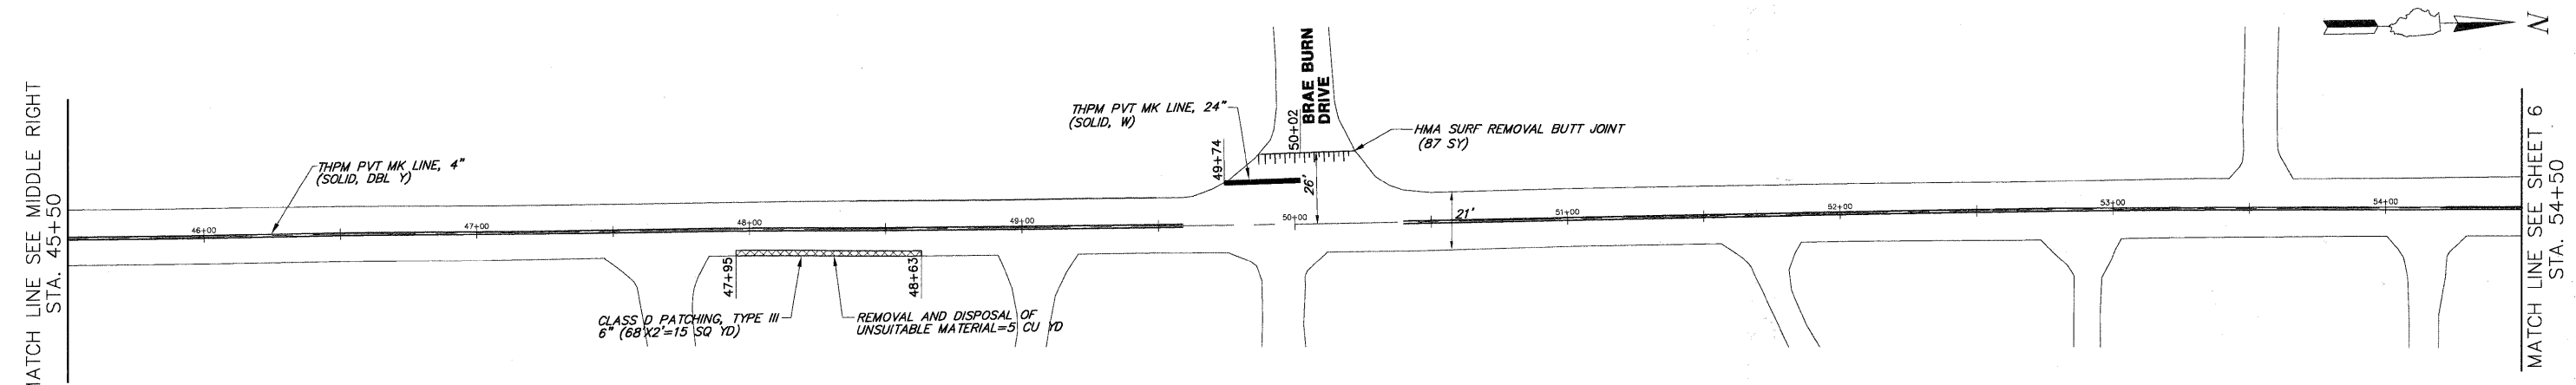 MATCH LINE SEE MIDDLE RIGHT
STA. 45+50
THPM PVT MK LINE, 4"
(SOLID, DBL Y)
46+00
47+00
48+00
49+00
50+00
51+00
52+00
53+00
54+00
47+95
48+63
CLASS D PATCHING, TYPE III
6" (68'X2'=15 SQ YD)
REMOVAL AND DISPOSAL OF
UNSUITABLE MATERIAL=5 CU YD
THPM PVT MK LINE, 24"
(SOLID, W)
49+74
50+02
BRAE BURN
DRIVE
26'
HMA SURF REMOVAL BUTT JOINT
(87 SY)
21'
N
MATCH LINE SEE SHEET 6
STA. 54+50